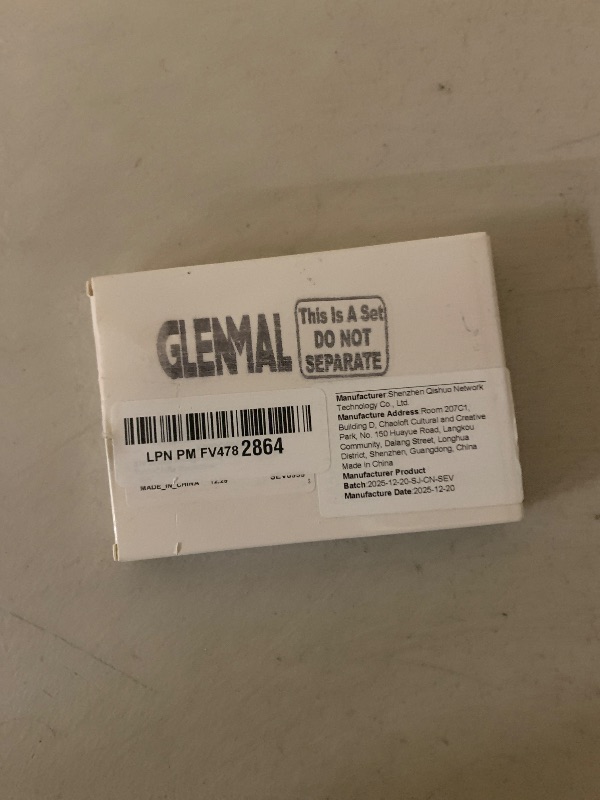 GLENMAL
This Is A Set
DO NOT
SEPARATE
LPN PM FV478 2864
MADE_IN_CHINA 12.29
Manufacturer:Shenzhen Qishuo Network
Technology Co., Ltd.
Manufacture Address:Room 207C1,
Building D, Chaoloft Cultural and Creative
Park, No. 150 Huayue Road, Langkou
Community, Dalang Street, Longhua
District, Shenzhen, Guangdong, China
Made in China
Manufacturer Product
Batch:2025-12-20-SJ-CN-SEV
Manufacture Date:2025-12-20